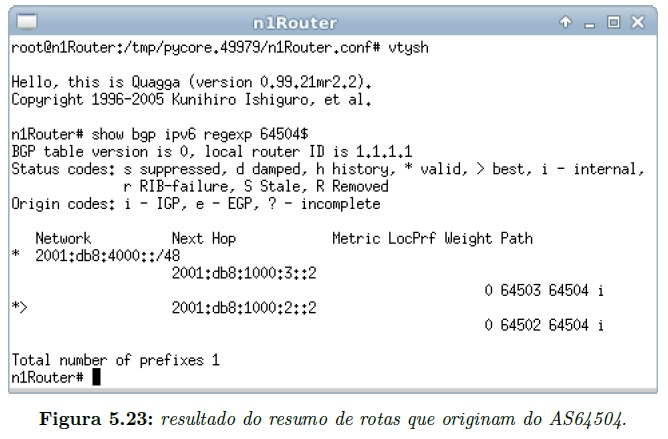 n1Router
root@n1Router:/tmp/pycore.49979/n1Router.conf# vtysh
Hello, this is Quagga (version 0.99.21mr2.2).
Copyright 1996-2005 Kunihiro Ishiguro, et al.
n1Router# show bgp ipv6 regexp 64504$
BGP table version is 0, local router ID is 1.1.1.1
Status codes: s suppressed, d damped, h history, * valid, > best, i - internal,
r RIB-failure, S Stale, R Removed
Origin codes: i - IGP, e - EGP, ? - incomplete
Network Next Hop Metric LocPrf Weight Path
* 2001:db8:4000::/48
2001:db8:1000:3::2
0 64503 64504 i
*> 2001:db8:1000:2::2
0 64502 64504 i
Total number of prefixes 1
n1Router#
Figura 5.23: resultado do resumo de rotas que originam do AS64504.